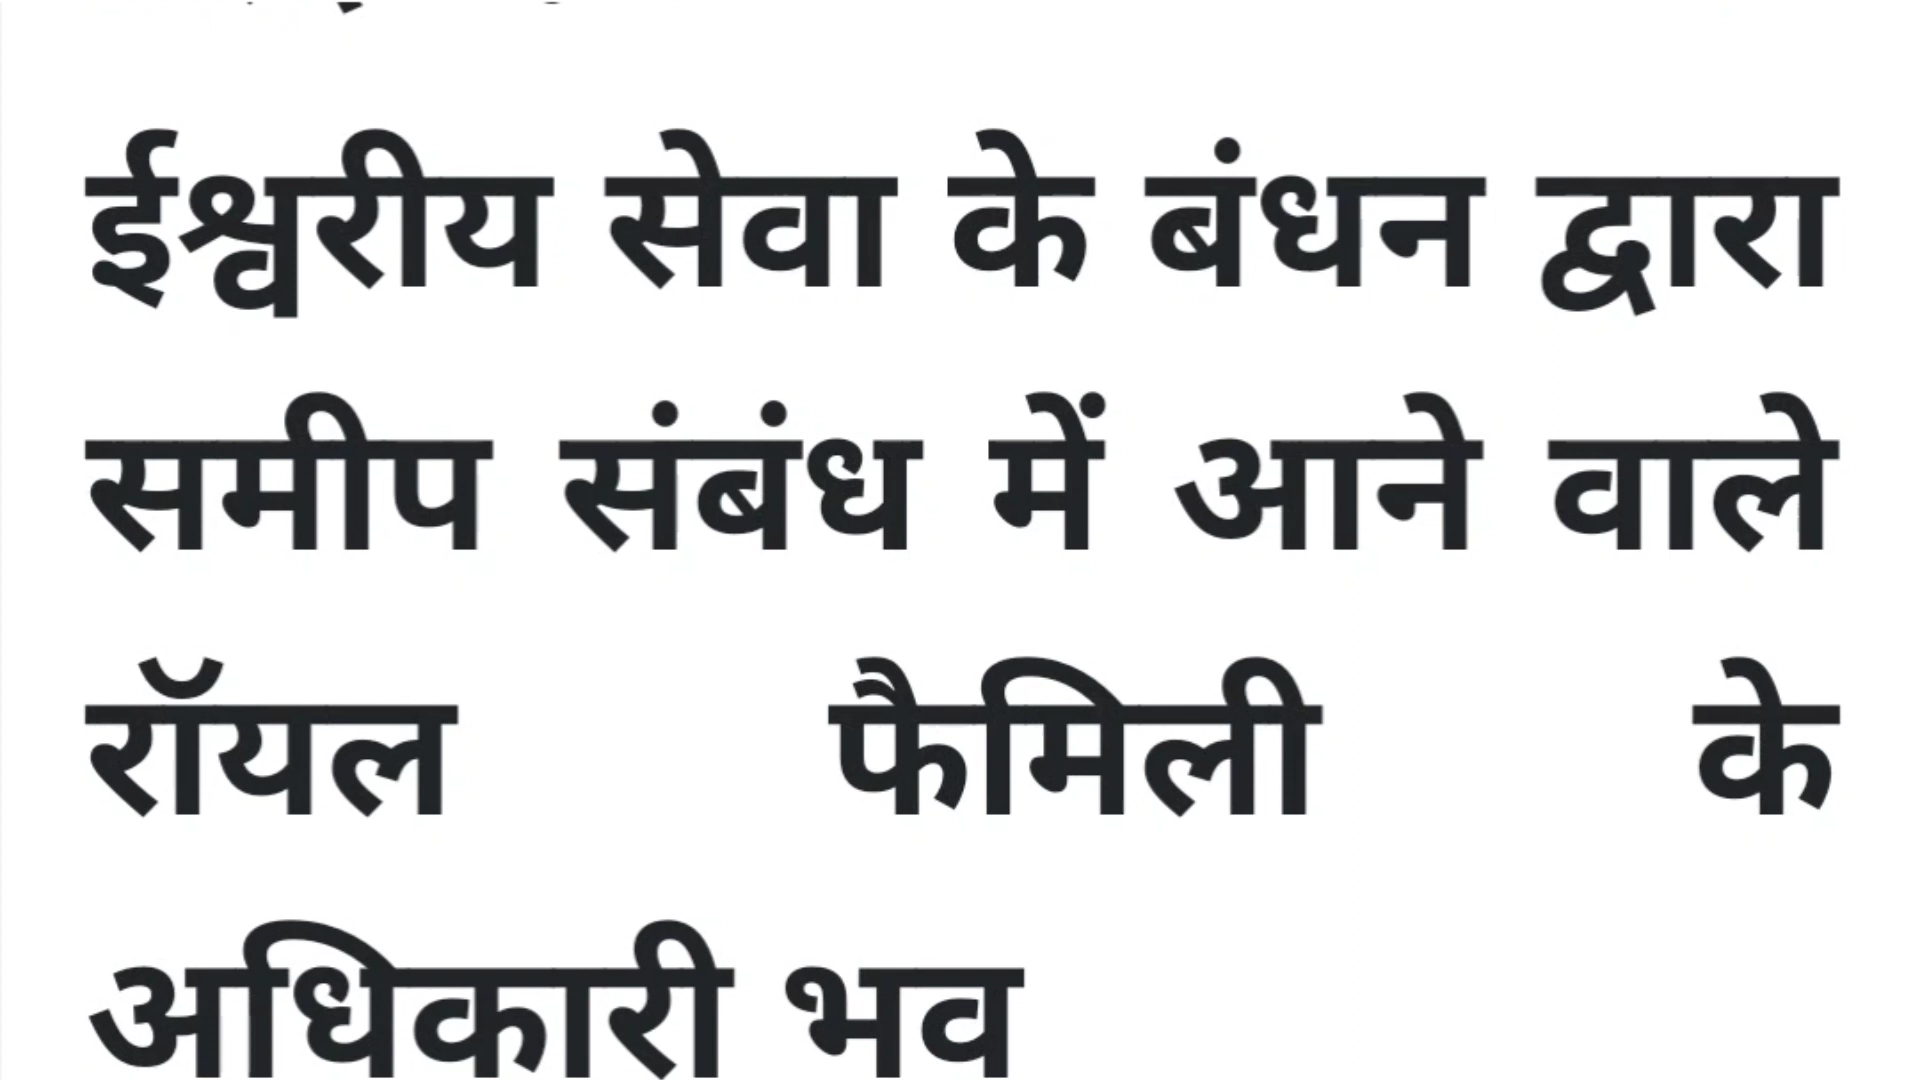 ईश्वरीय सेवा के बंधन द्वारा
समीप संबंध में आने वाले
रॉयल फैमिली के
अधिकारी भव